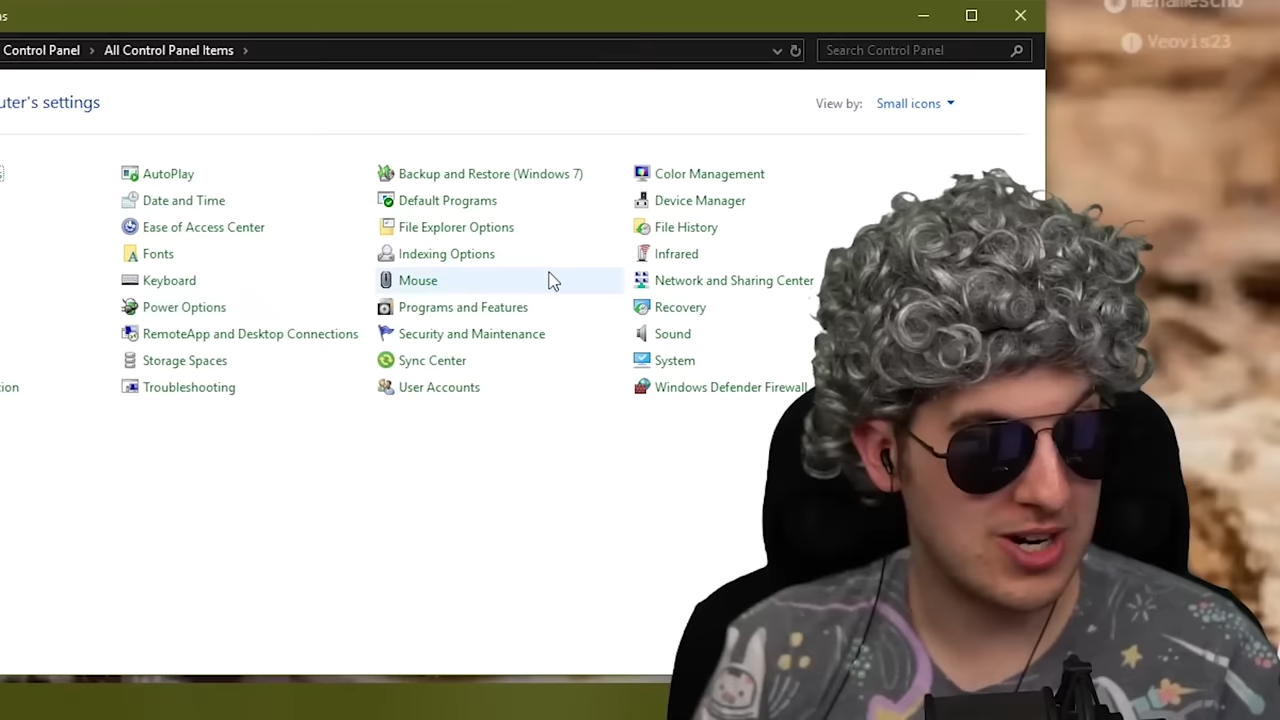 ns
Control Panel > All Control Panel Items >
Search Control Panel
Veovis23
uter's settings
View by: Small icons
AutoPlay
Backup and Restore (Windows 7)
Color Management
Date and Time
Default Programs
Device Manager
Ease of Access Center
File Explorer Options
File History
Fonts
Indexing Options
Infrared
Keyboard
Mouse
Network and Sharing Center
Power Options
Programs and Features
Recovery
RemoteApp and Desktop Connections
Security and Maintenance
Sound
Storage Spaces
Sync Center
System
tion
Troubleshooting
User Accounts
Windows Defender Firewall